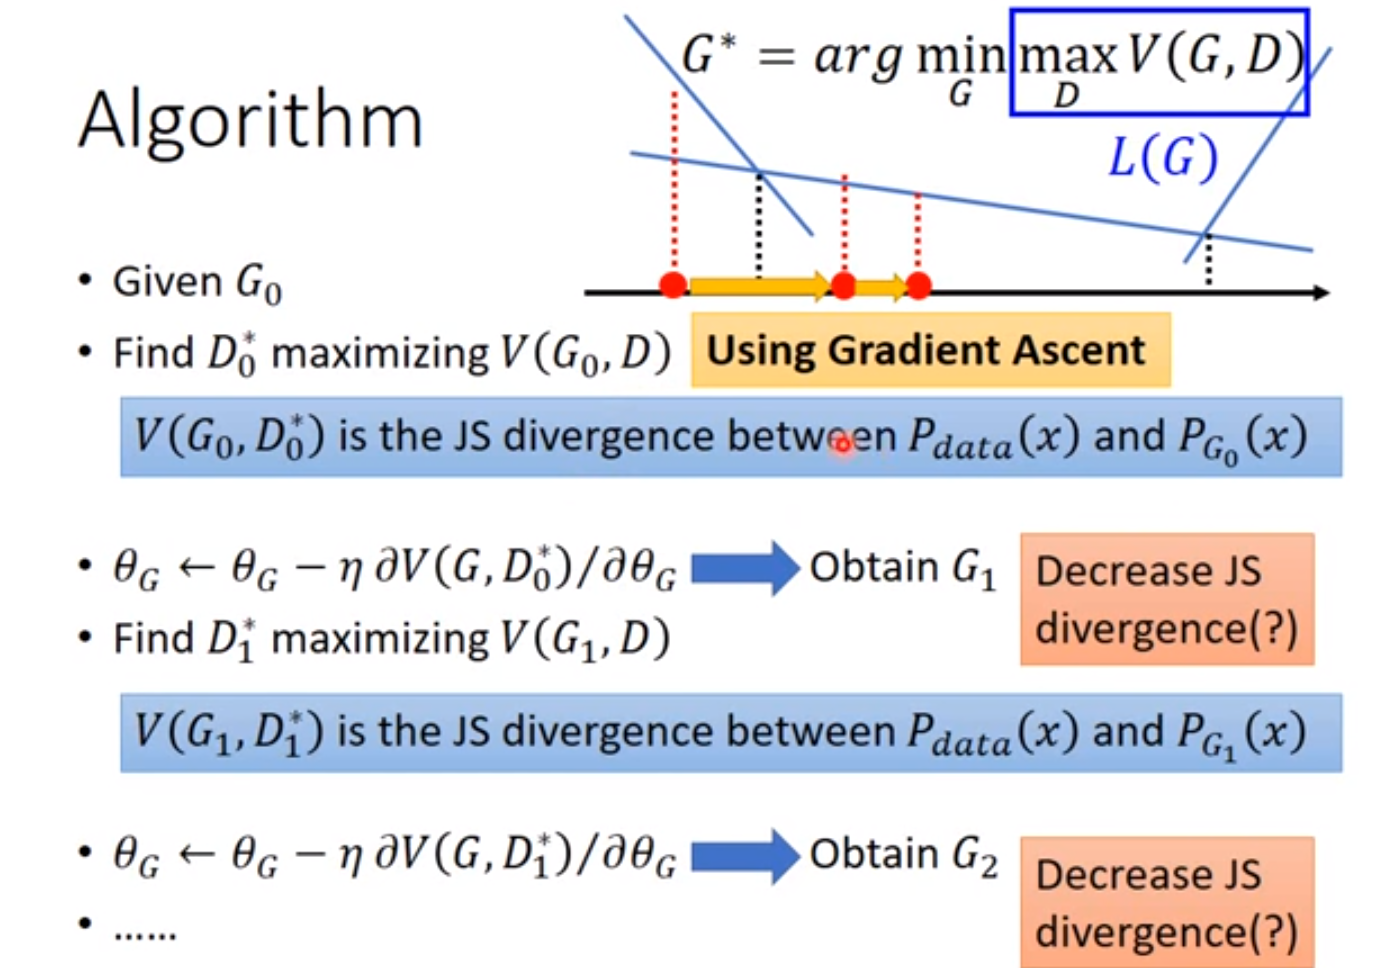 Algorithm
G* = arg min_G max_D V(G, D)
L(G)
• Given G₀
• Find D₀* maximizing V(G₀, D) Using Gradient Ascent
V(G₀, D₀*) is the JS divergence between P_data(x) and P_G₀(x)
• θ_G ← θ_G − η ∂V(G, D₀*)/∂θ_G Obtain G₁
Decrease JS
divergence(?)
• Find D₁* maximizing V(G₁, D)
V(G₁, D₁*) is the JS divergence between P_data(x) and P_G₁(x)
• θ_G ← θ_G − η ∂V(G, D₁*)/∂θ_G Obtain G₂
Decrease JS
divergence(?)
• ……